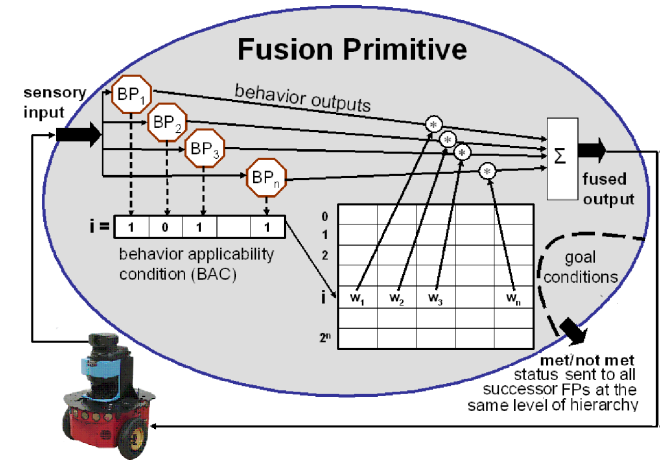 Fusion Primitive
sensory
input
BP1
BP2
BP3
BPn
behavior outputs
*
*
*
*
Σ
fused
output
i =
1 0 1 1
behavior applicability
condition (BAC)
0
1
2
i
w1 w2 w3 wn
2ⁿ
goal
conditions
met/not met
status sent to all
successor FPs at the
same level of hierarchy